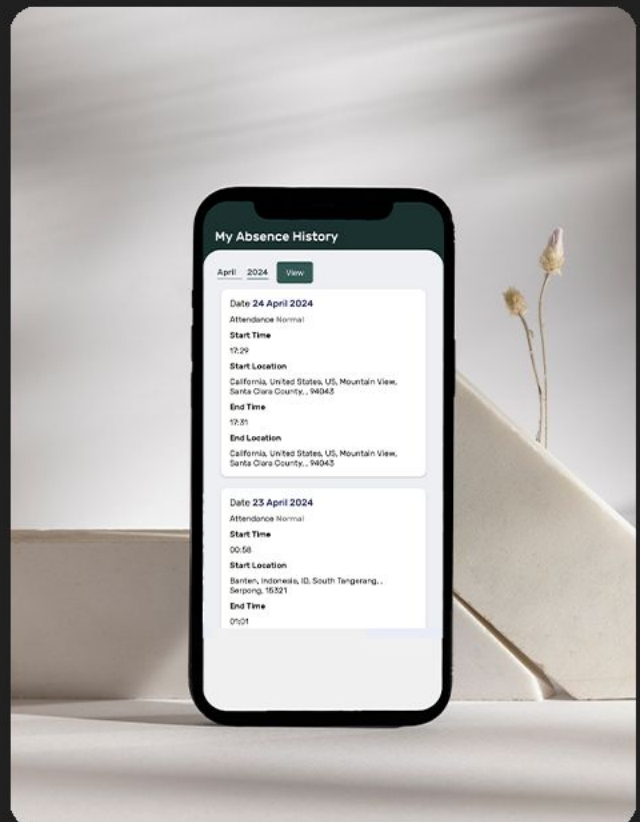 My Absence History
April 2024 View
Date 24 April 2024
Attendance Normal
Start Time
17:29
Start Location
California, United States, US, Mountain View,
Santa Clara County, , 94043
End Time
17:31
End Location
California, United States, US, Mountain View,
Santa Clara County, , 94043
Date 23 April 2024
Attendance Normal
Start Time
00:58
Start Location
Banten, Indonesia, ID, South Tangerang, ,
Serpong, 15321
End Time
01:01